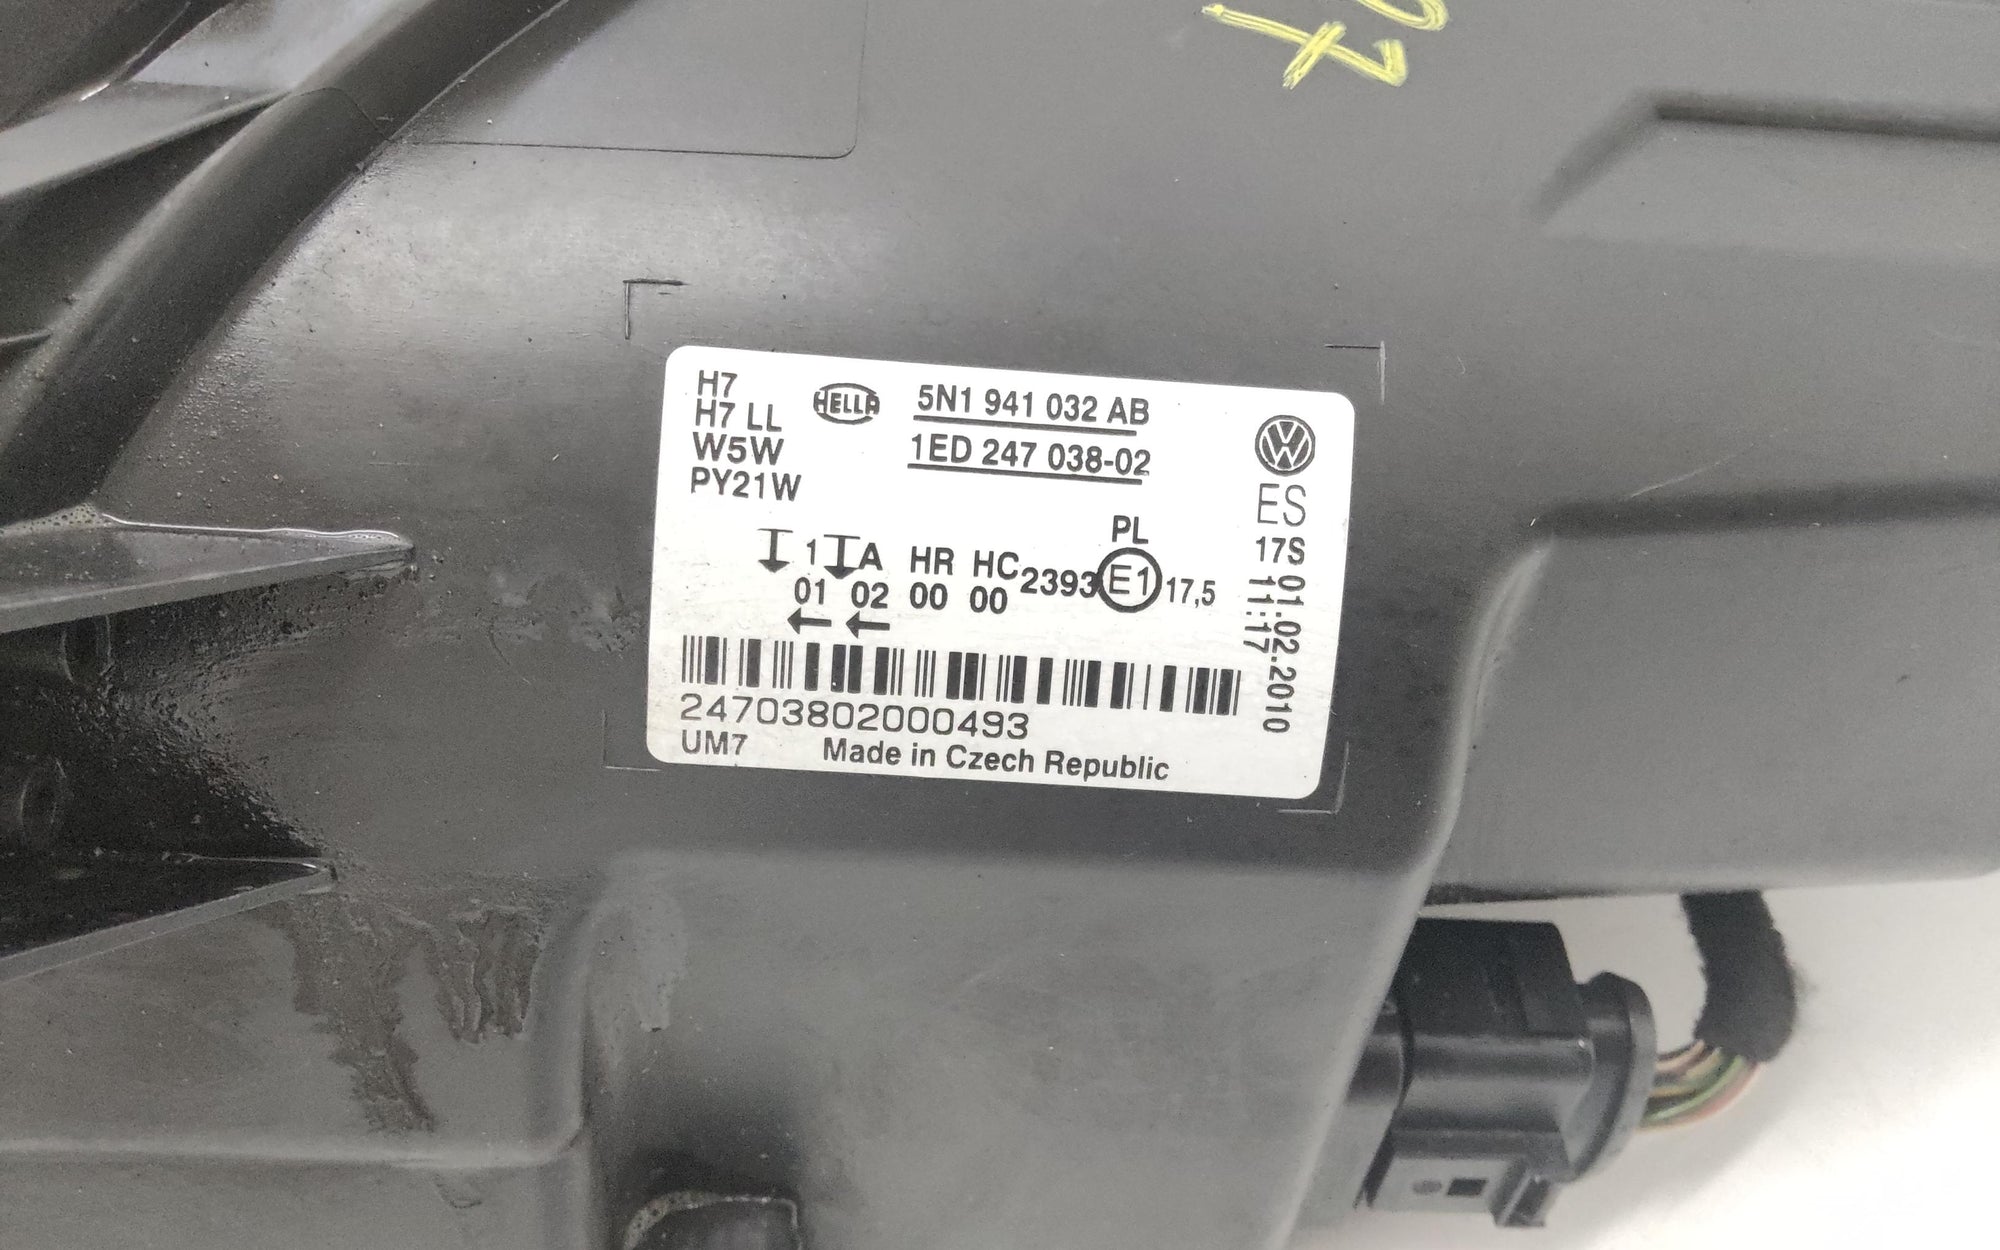 H7
H7 LL
W5W
PY21W
HELLA
5N1 941 032 AB
1ED 247 038-02
VW
ES
17S
01.02.2010
11:17
PL
1 A HR HC 2393 E1 17,5
01 02 00 00
24703802000493
UM7 Made in Czech Republic